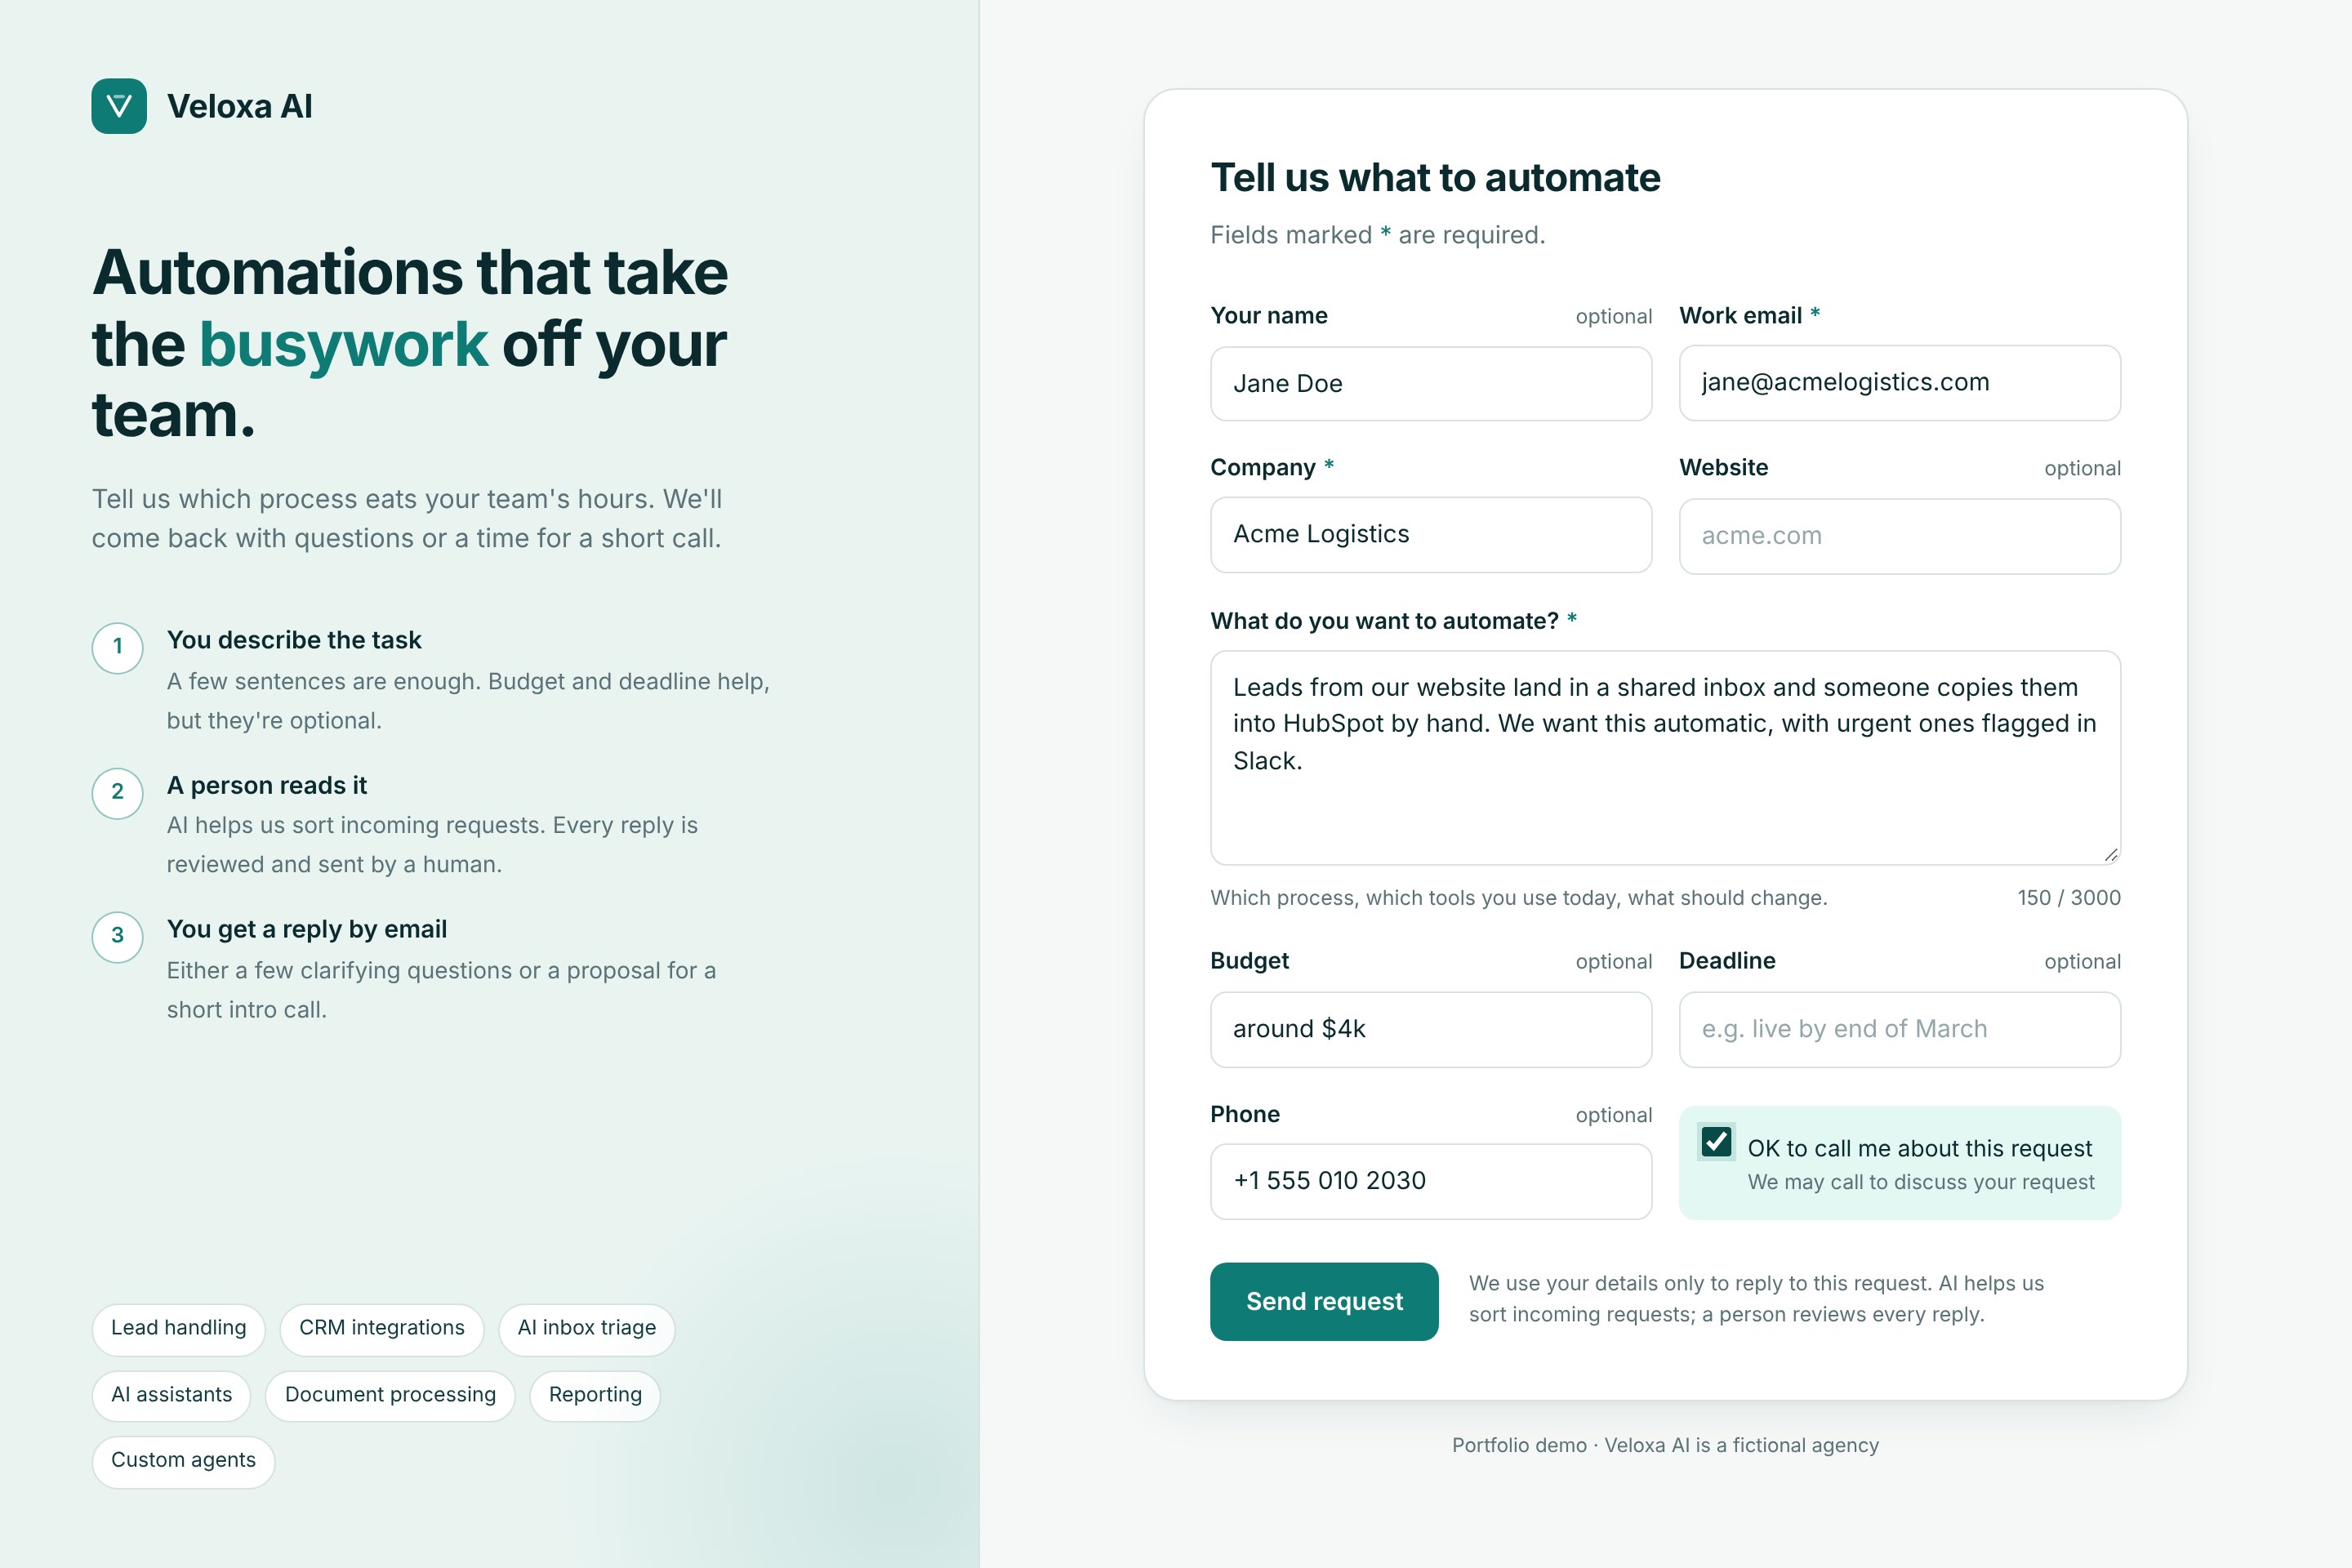 Veloxa AI
Automations that take
the busywork off your
team.
Tell us which process eats your team's hours. We'll
come back with questions or a time for a short call.
1
You describe the task
A few sentences are enough. Budget and deadline help,
but they're optional.
2
A person reads it
AI helps us sort incoming requests. Every reply is
reviewed and sent by a human.
3
You get a reply by email
Either a few clarifying questions or a proposal for a
short intro call.
Lead handling
CRM integrations
AI inbox triage
AI assistants
Document processing
Reporting
Custom agents
Tell us what to automate
Fields marked * are required.
Your name optional
Jane Doe
Work email *
jane@acmelogistics.com
Company *
Acme Logistics
Website optional
acme.com
What do you want to automate? *
Leads from our website land in a shared inbox and someone copies them
into HubSpot by hand. We want this automatic, with urgent ones flagged in
Slack.
Which process, which tools you use today, what should change. 150 / 3000
Budget optional
around $4k
Deadline optional
e.g. live by end of March
Phone optional
+1 555 010 2030
OK to call me about this request
We may call to discuss your request
Send request
We use your details only to reply to this request. AI helps us
sort incoming requests; a person reviews every reply.
Portfolio demo · Veloxa AI is a fictional agency